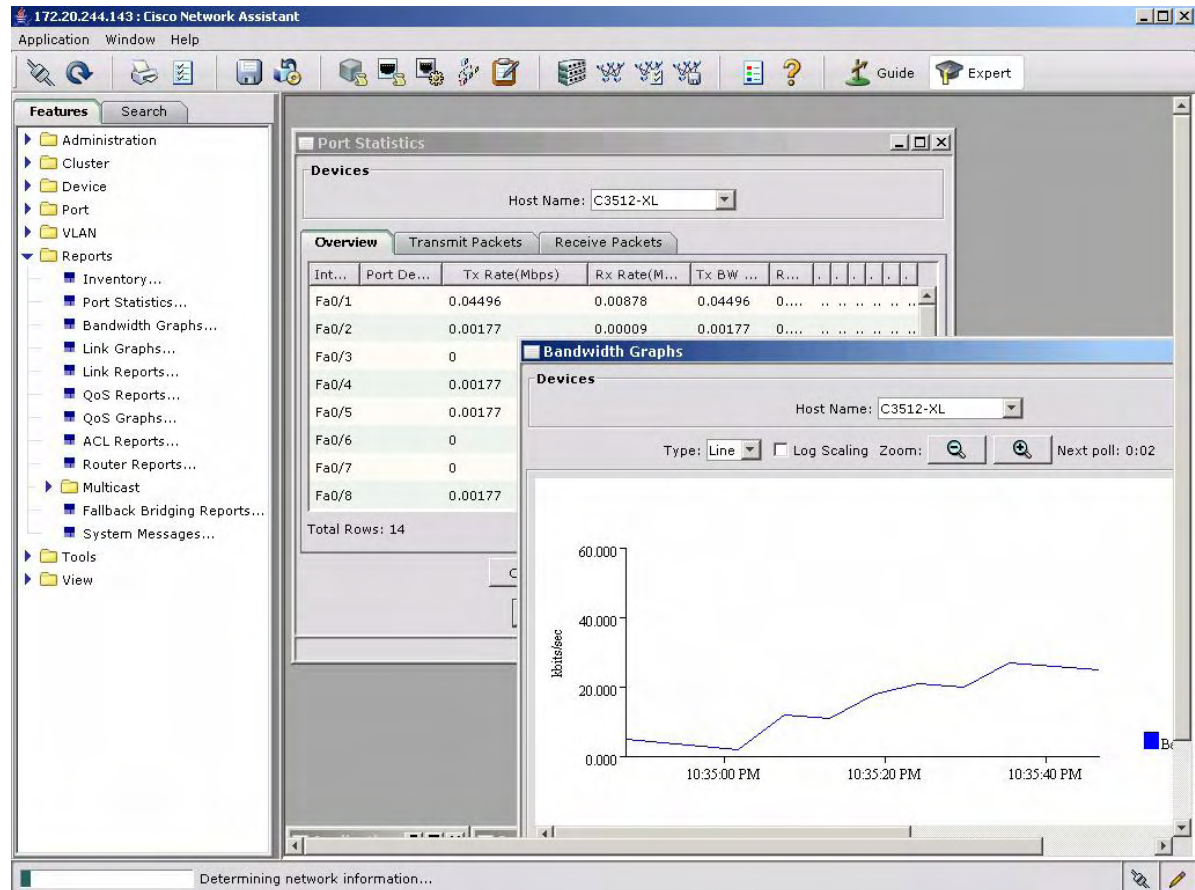 172.20.244.143 : Cisco Network Assistant
Application Window Help
Guide Expert
Features Search
Administration
Cluster
Device
Port
VLAN
Reports
Inventory...
Port Statistics...
Bandwidth Graphs...
Link Graphs...
Link Reports...
QoS Reports...
QoS Graphs...
ACL Reports...
Router Reports...
Multicast
Fallback Bridging Reports...
System Messages...
Tools
View
Port Statistics
Devices
Host Name: C3512-XL
Overview Transmit Packets Receive Packets
Int... Port De... Tx Rate(Mbps) Rx Rate(M... Tx BW ... R... . . . . . .
Fa0/1 0.04496 0.00878 0.04496 0.... .. .. .. .. .. ..
Fa0/2 0.00177 0.00009 0.00177 0.... .. .. .. .. .. ..
Fa0/3 0
Fa0/4 0.00177
Fa0/5 0.00177
Fa0/6 0
Fa0/7 0
Fa0/8 0.00177
Total Rows: 14
Bandwidth Graphs
Devices
Host Name: C3512-XL
Type: Line Log Scaling Zoom: Next poll: 0:02
60.000
40.000
20.000
0.000
kbits/sec
10:35:00 PM 10:35:20 PM 10:35:40 PM
Determining network information...